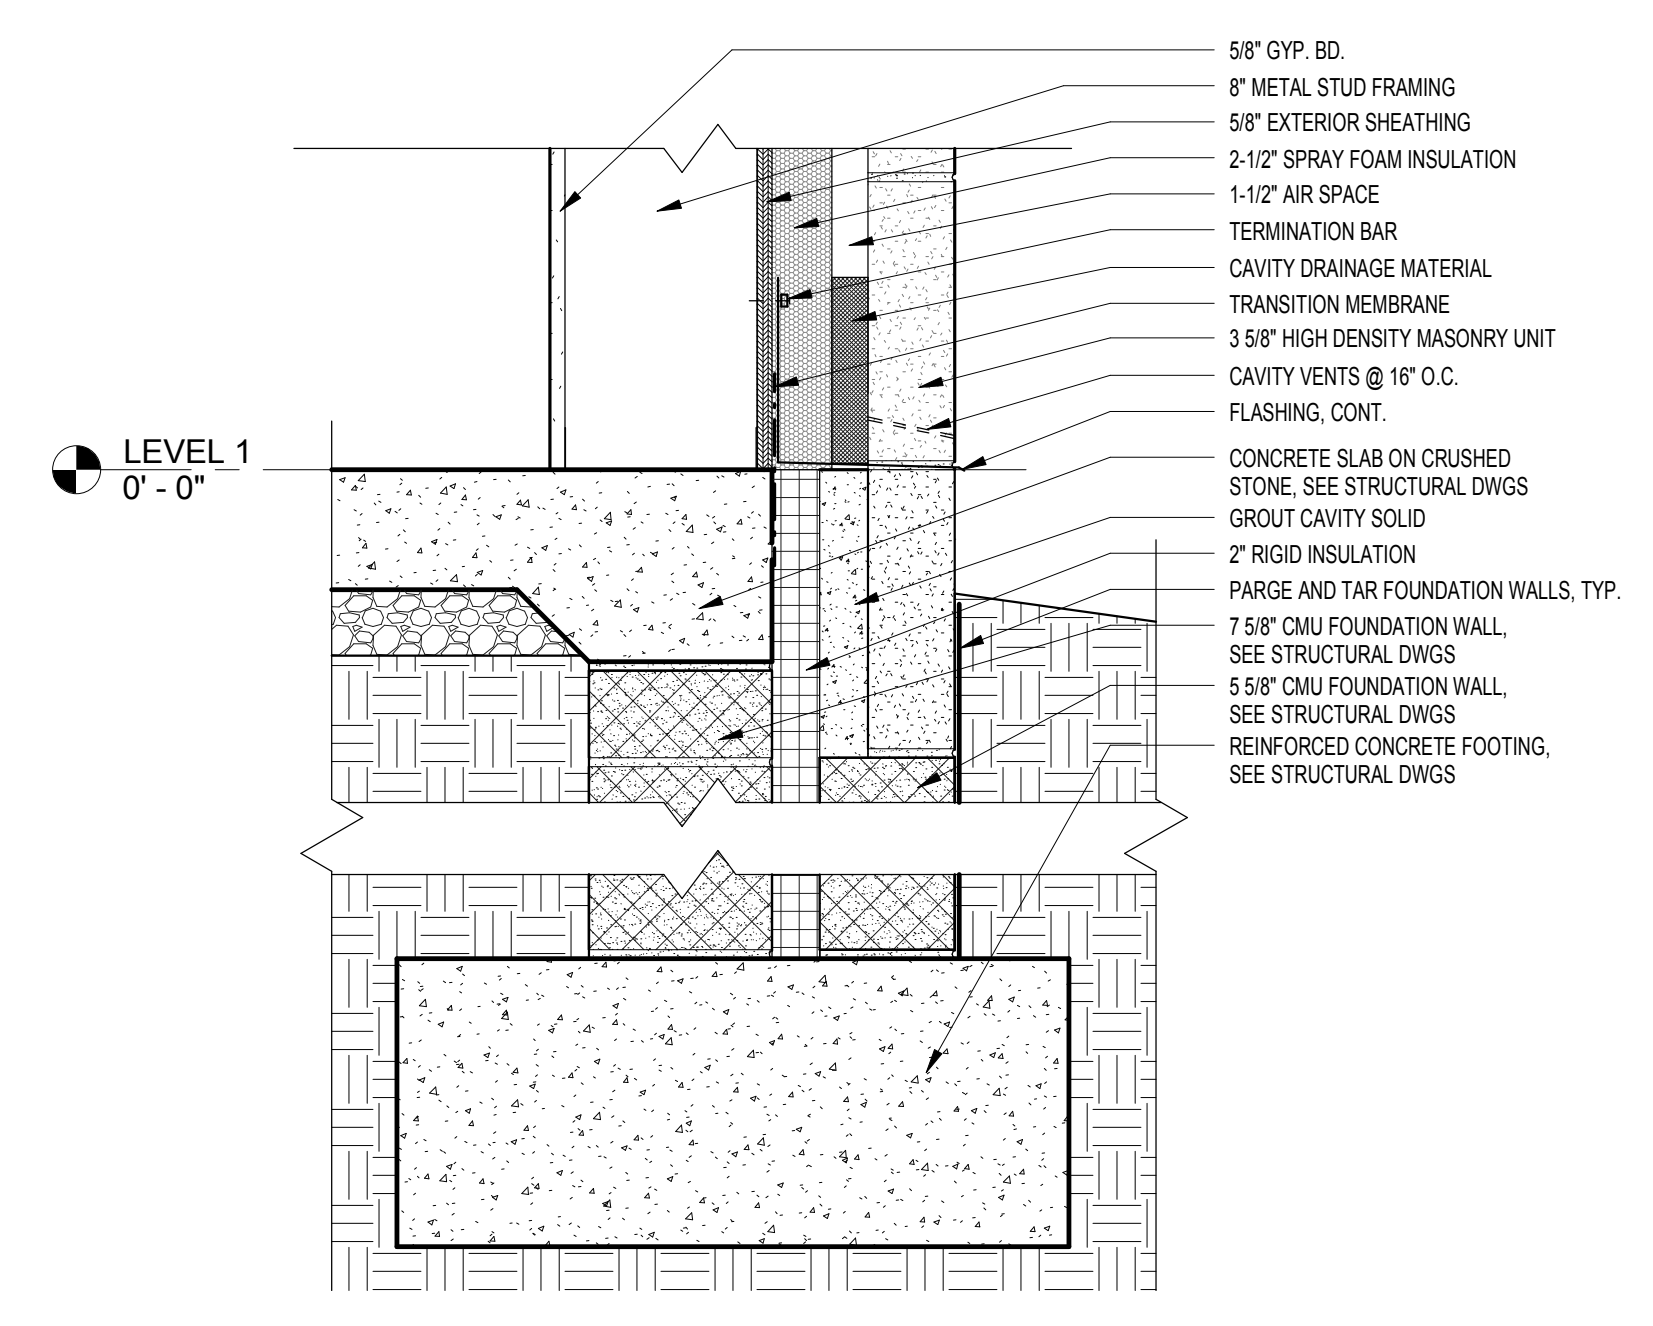 5/8" GYP. BD.
8" METAL STUD FRAMING
5/8" EXTERIOR SHEATHING
2-1/2" SPRAY FOAM INSULATION
1-1/2" AIR SPACE
TERMINATION BAR
CAVITY DRAINAGE MATERIAL
TRANSITION MEMBRANE
3 5/8" HIGH DENSITY MASONRY UNIT
CAVITY VENTS @ 16" O.C.
FLASHING, CONT.
LEVEL 1
0' - 0"
CONCRETE SLAB ON CRUSHED
STONE, SEE STRUCTURAL DWGS
GROUT CAVITY SOLID
2" RIGID INSULATION
PARGE AND TAR FOUNDATION WALLS, TYP.
7 5/8" CMU FOUNDATION WALL,
SEE STRUCTURAL DWGS
5 5/8" CMU FOUNDATION WALL,
SEE STRUCTURAL DWGS
REINFORCED CONCRETE FOOTING,
SEE STRUCTURAL DWGS